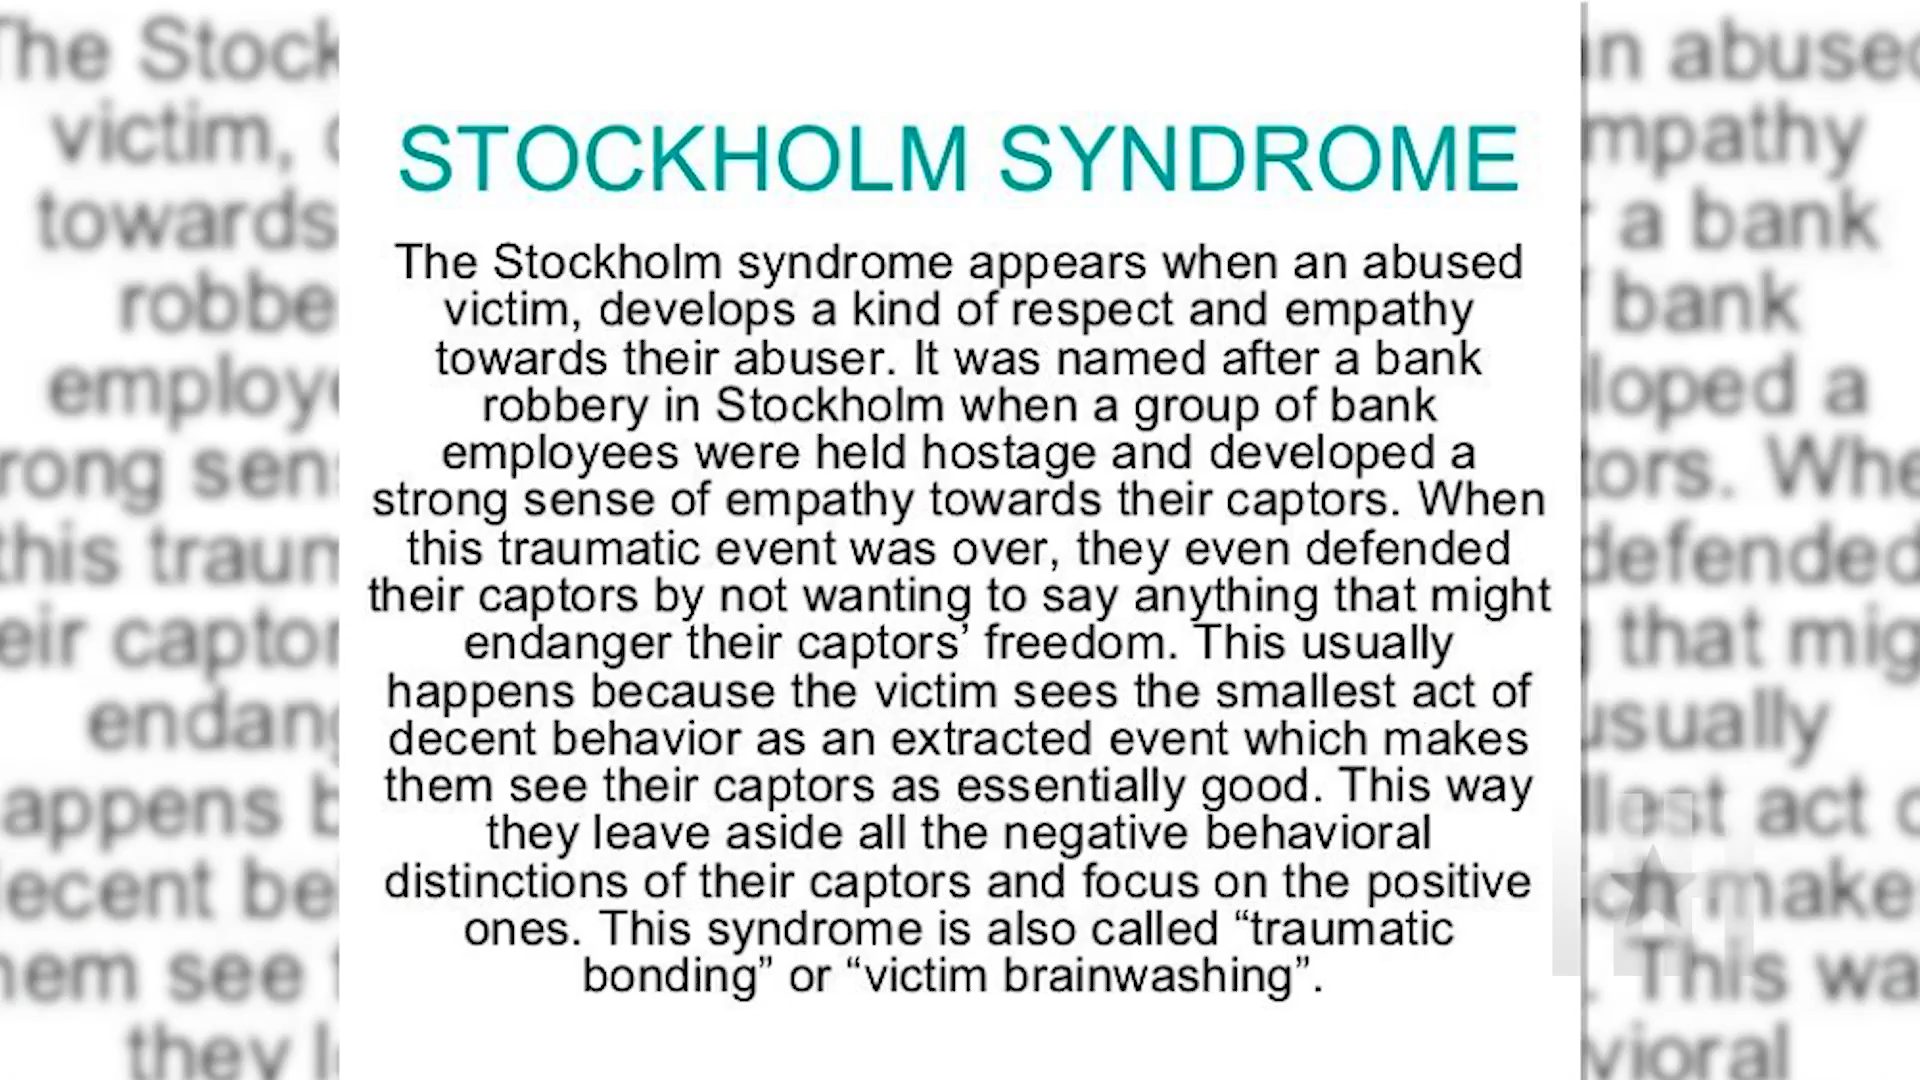 STOCKHOLM SYNDROME
The Stockholm syndrome appears when an abused
victim, develops a kind of respect and empathy
towards their abuser. It was named after a bank
robbery in Stockholm when a group of bank
employees were held hostage and developed a
strong sense of empathy towards their captors. When
this traumatic event was over, they even defended
their captors by not wanting to say anything that might
endanger their captors’ freedom. This usually
happens because the victim sees the smallest act of
decent behavior as an extracted event which makes
them see their captors as essentially good. This way
they leave aside all the negative behavioral
distinctions of their captors and focus on the positive
ones. This syndrome is also called “traumatic
bonding” or “victim brainwashing”.